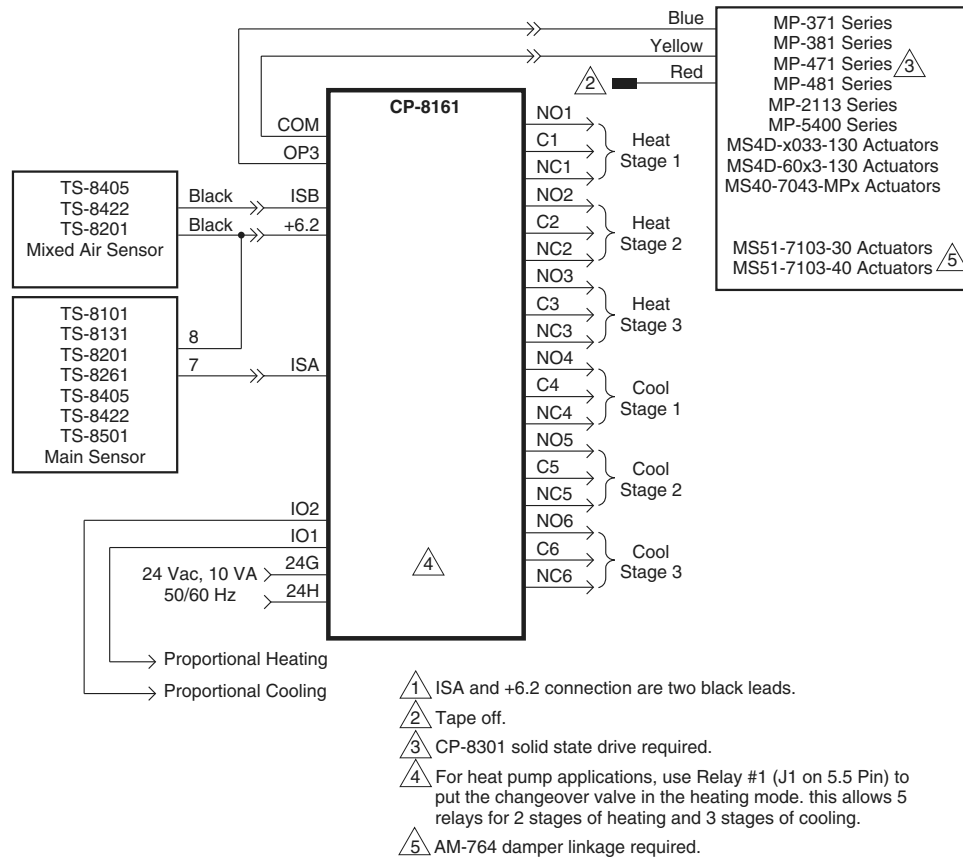 Blue
Yellow
Red
2
MP-371 Series
MP-381 Series
MP-471 Series 3
MP-481 Series
MP-2113 Series
MP-5400 Series
MS4D-x033-130 Actuators
MS4D-60x3-130 Actuators
MS40-7043-MPx Actuators
MS51-7103-30 Actuators
MS51-7103-40 Actuators 5
CP-8161
COM
OP3
TS-8405
TS-8422
TS-8201
Mixed Air Sensor
Black
Black
ISB
+6.2
TS-8101
TS-8131
TS-8201
TS-8261
TS-8405
TS-8422
TS-8501
Main Sensor
8
7
ISA
IO2
IO1
24G
24H
24 Vac, 10 VA
50/60 Hz
4
NO1
C1
NC1
Heat
Stage 1
NO2
C2
NC2
Heat
Stage 2
NO3
C3
NC3
Heat
Stage 3
NO4
C4
NC4
Cool
Stage 1
NO5
C5
NC5
Cool
Stage 2
NO6
C6
NC6
Cool
Stage 3
Proportional Heating
Proportional Cooling
1 ISA and +6.2 connection are two black leads.
2 Tape off.
3 CP-8301 solid state drive required.
4 For heat pump applications, use Relay #1 (J1 on 5.5 Pin) to
put the changeover valve in the heating mode. this allows 5
relays for 2 stages of heating and 3 stages of cooling.
5 AM-764 damper linkage required.